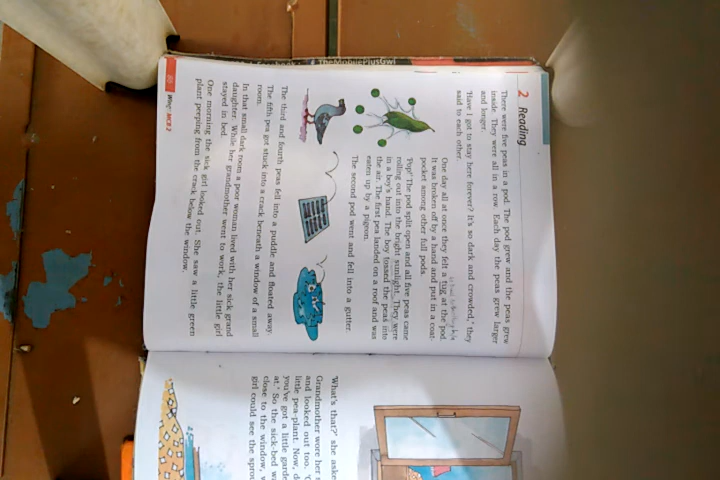 TheMobilePlusGwl
2 Reading
There were five peas in a pod. The pod grew and the peas grew
inside. They were all in a row. Each day the peas grew larger
and longer.
'Have I got to stay here forever? It's so dark and crowded,' they
said to each other.
One day all at once they felt a tug at the pod.
It was broken off by a hand and put in a coat-
pocket among other full pods.
'Pop!' The pod split open and all five peas came
rolling out into the bright sunlight. They were
in a boy's hand. The boy tossed the peas into
the air. The first pea landed on a roof and was
eaten up by a pigeon.
The second pod went and fell into a gutter.
The third and fourth peas fell into a puddle and floated away.
The fifth pea got stuck into a crack beneath a window of a small
room.
In that small dark room a poor woman lived with her sick grand
daughter. While her grandmother went to work, the little girl
stayed in bed.
One morning the sick girl looked out. She saw a little green
plant peeping from the crack below the window.
'What's that?' she aske
Grandmother wore her
and looked out too.
little pea-plant. Now, d
you've got a little garde
at.' So the sick-bed wa
close to the window, w
girl could see the sprou